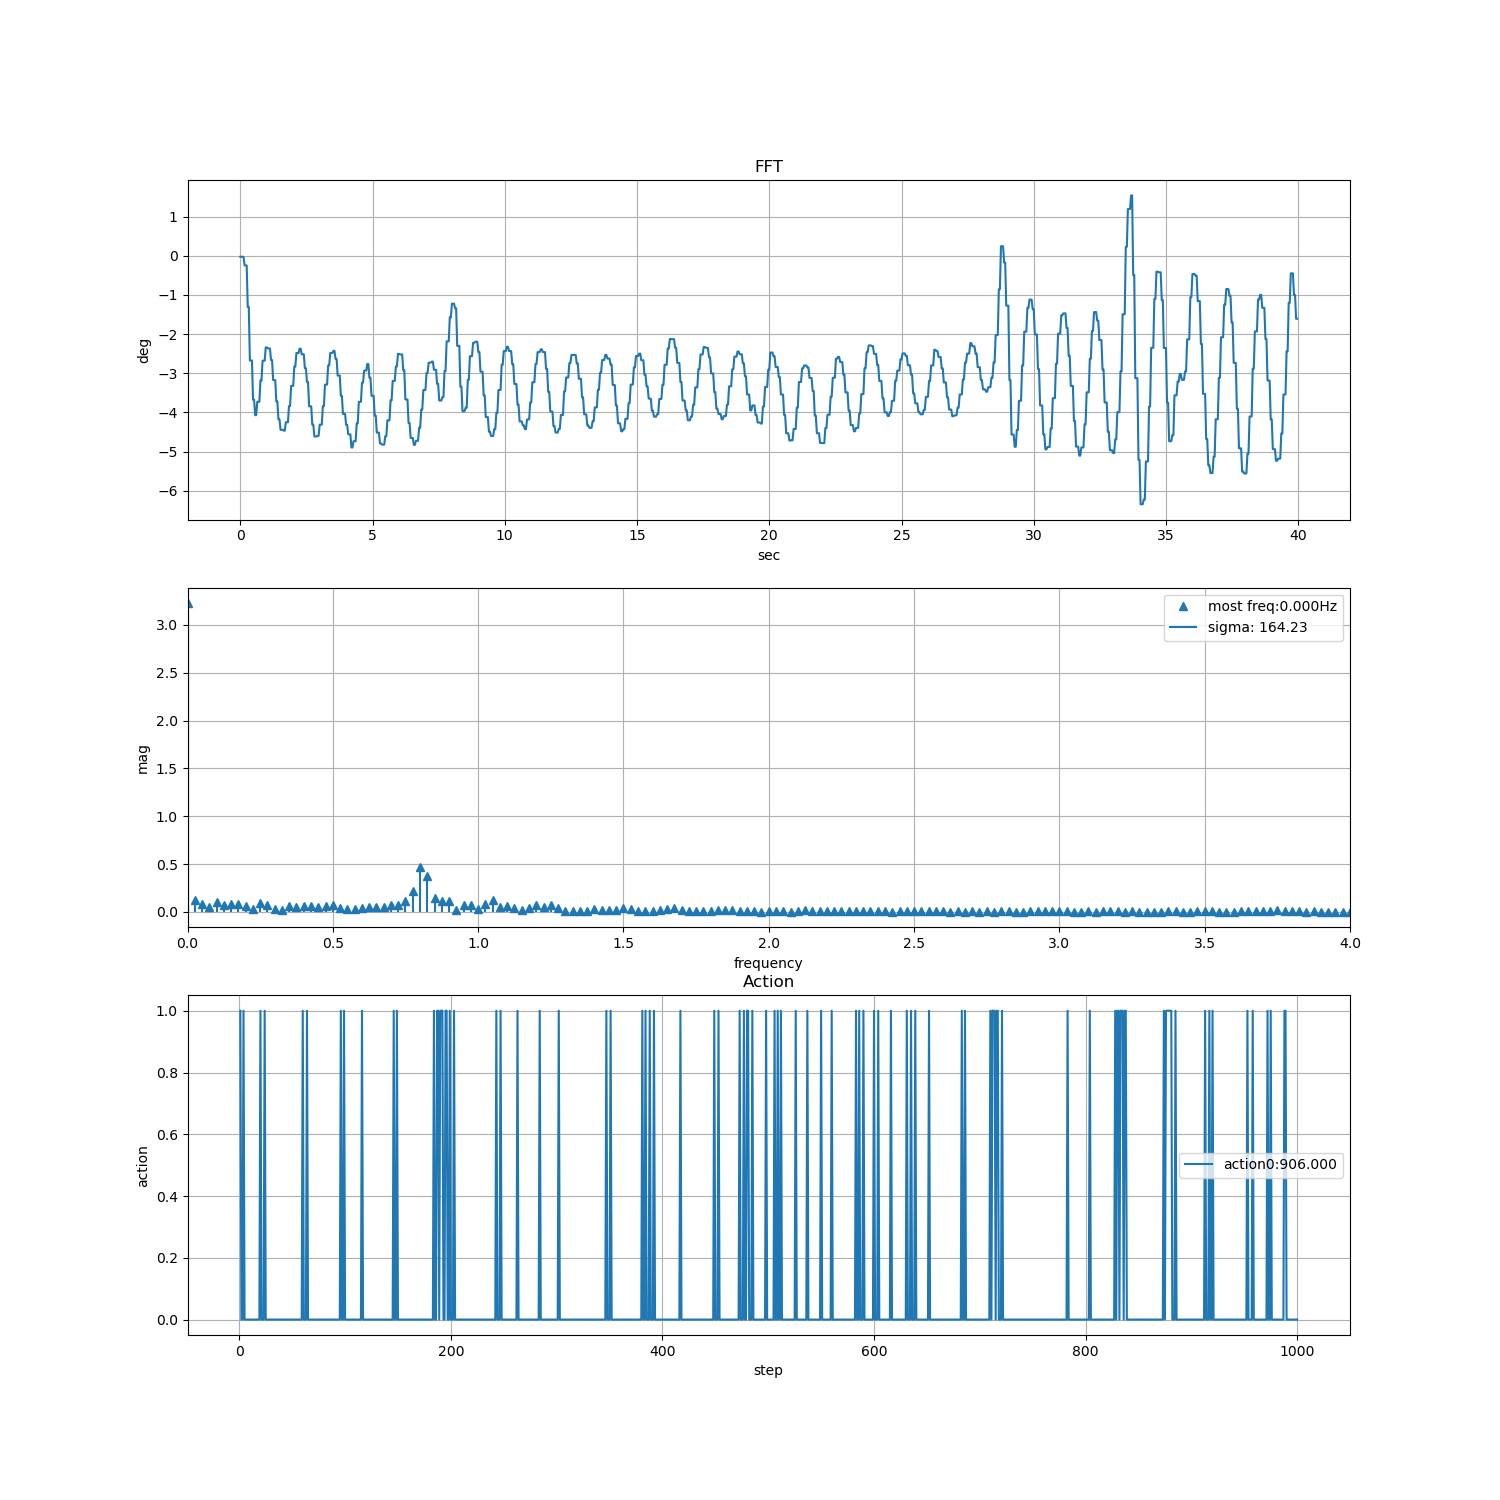 FFT
1
0
−1
−2
−3
−4
−5
−6
deg
0 5 10 15 20 25 30 35 40
sec
3.0
2.5
2.0
1.5
1.0
0.5
0.0
mag
most freq:0.000Hz
sigma: 164.23
0.0 0.5 1.0 1.5 2.0 2.5 3.0 3.5 4.0
frequency
Action
1.0
0.8
0.6
0.4
0.2
0.0
action
action0:906.000
0 200 400 600 800 1000
step